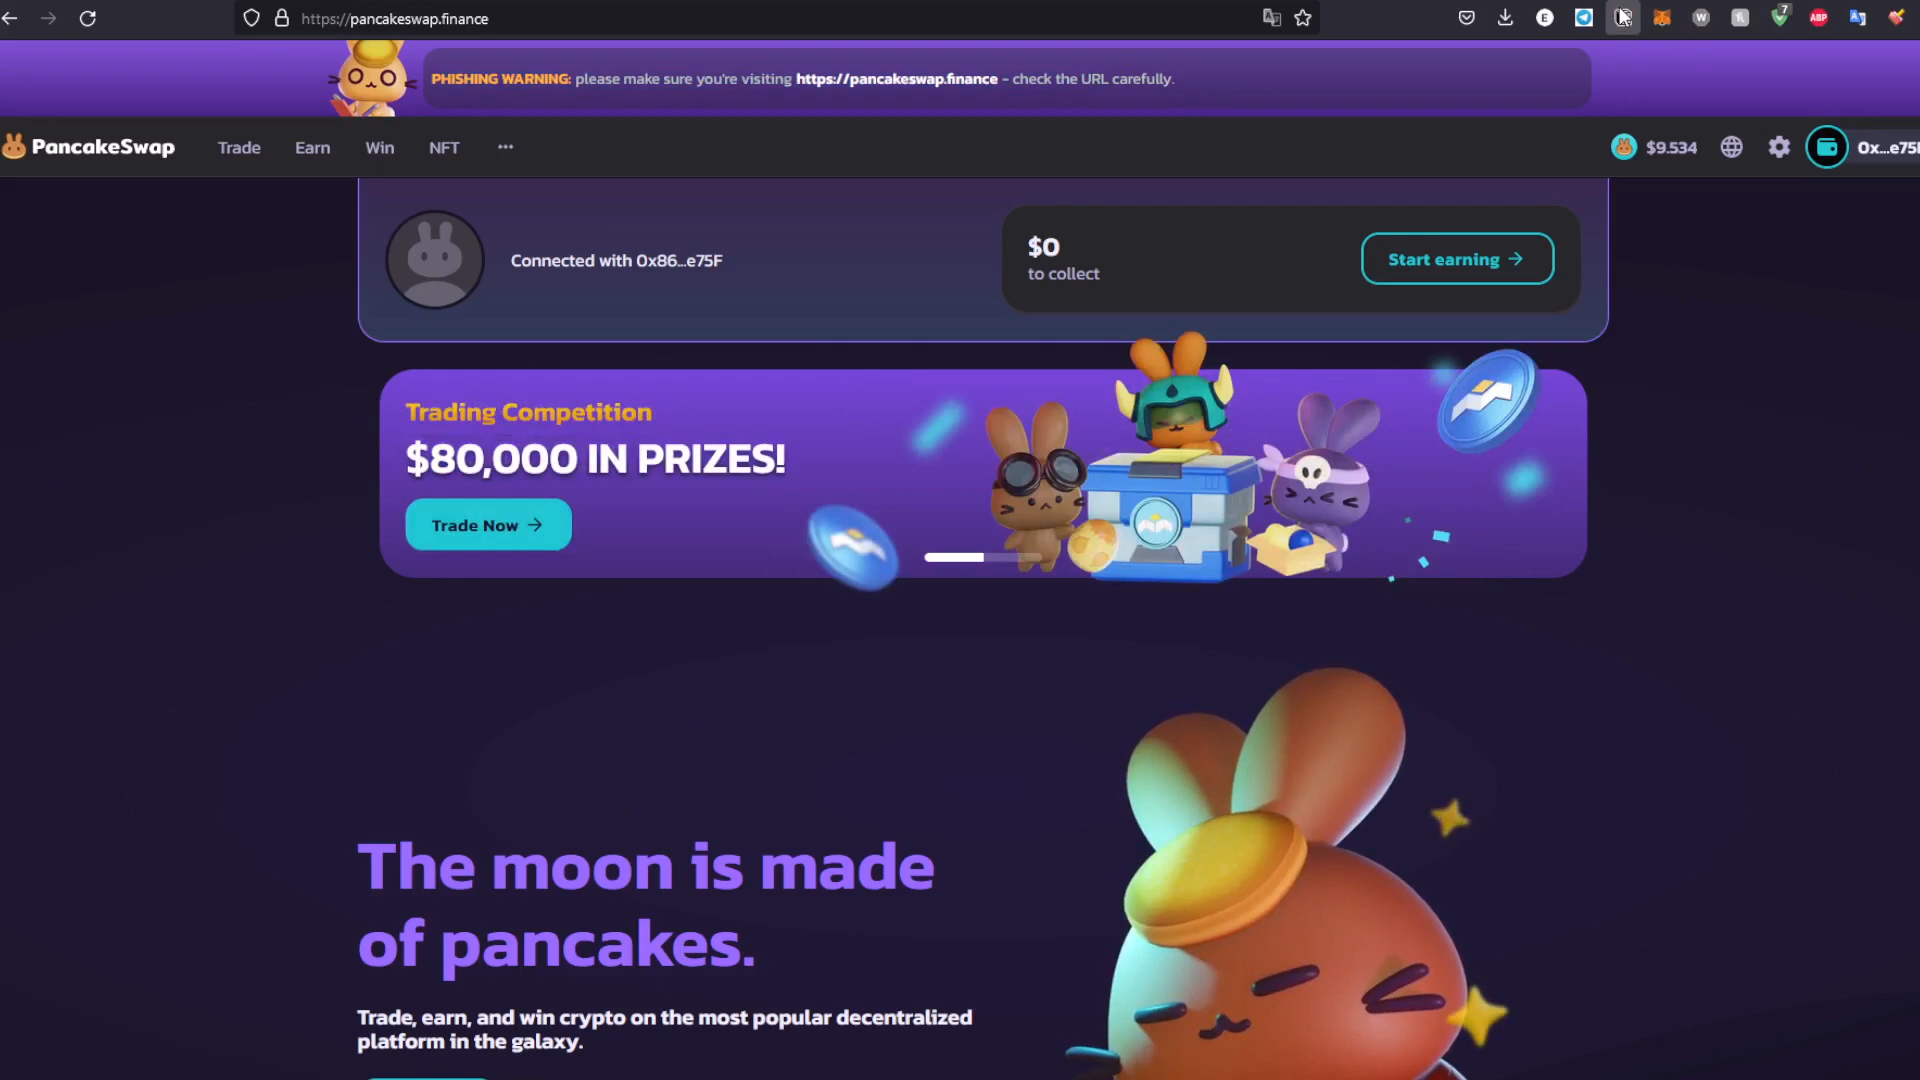 https://pancakeswap.finance
E
W
7
ABP
PHISHING WARNING: please make sure you're visiting https://pancakeswap.finance - check the URL carefully.
PancakeSwap
Trade
Earn
Win
NFT
$9.534
0x...e75F
Connected with 0x86...e75F
$0
to collect
Start earning
Trading Competition
$80,000 IN PRIZES!
Trade Now
The moon is made
of pancakes.
Trade, earn, and win crypto on the most popular decentralized
platform in the galaxy.